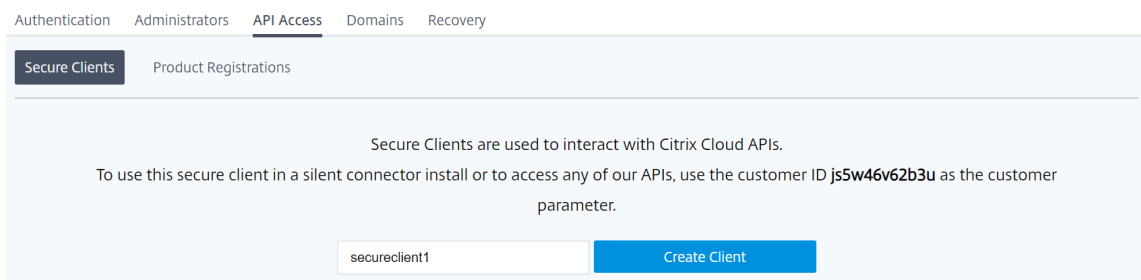 Authentication Administrators API Access Domains Recovery
Secure Clients Product Registrations
Secure Clients are used to interact with Citrix Cloud APIs.
To use this secure client in a silent connector install or to access any of our APIs, use the customer ID js5w46v62b3u as the customer
parameter.
secureclient1 Create Client